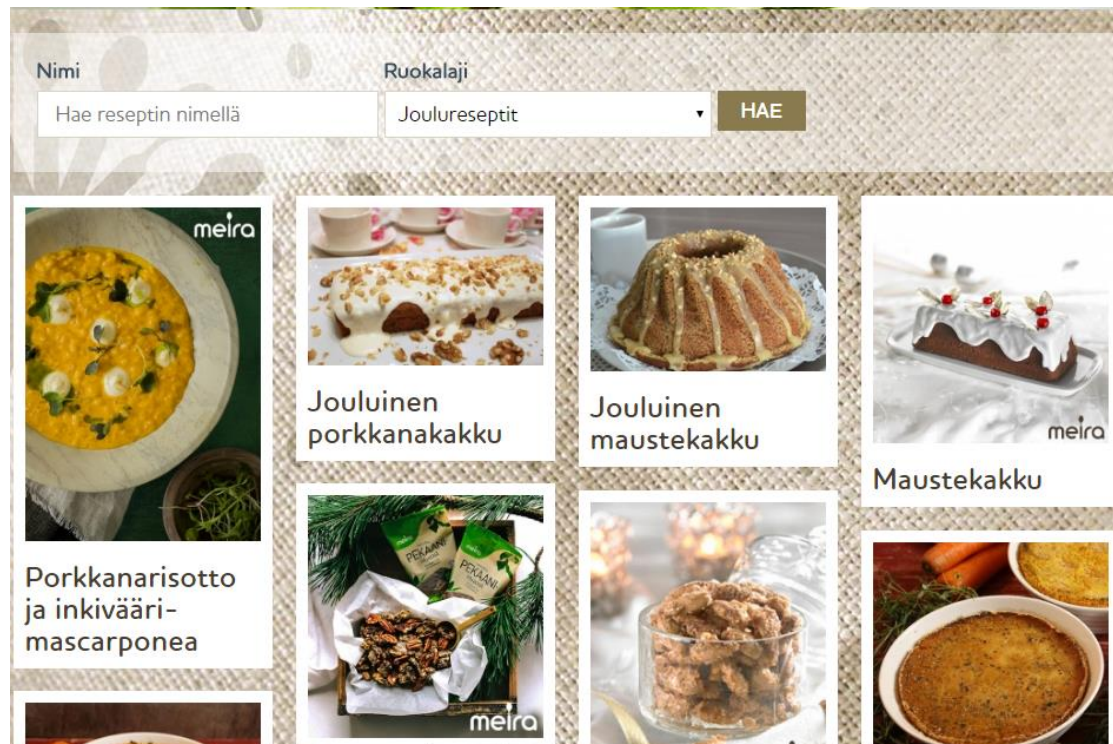 Nimi
Ruokalaji
Hae reseptin nimellä
Joulureseptit
HAE
meira
Porkkanarisotto
ja inkivääri-
mascarponea
Jouluinen
porkkanakakku
PEKAANI
PEKAANI
meira
Jouluinen
maustekakku
meira
Maustekakku